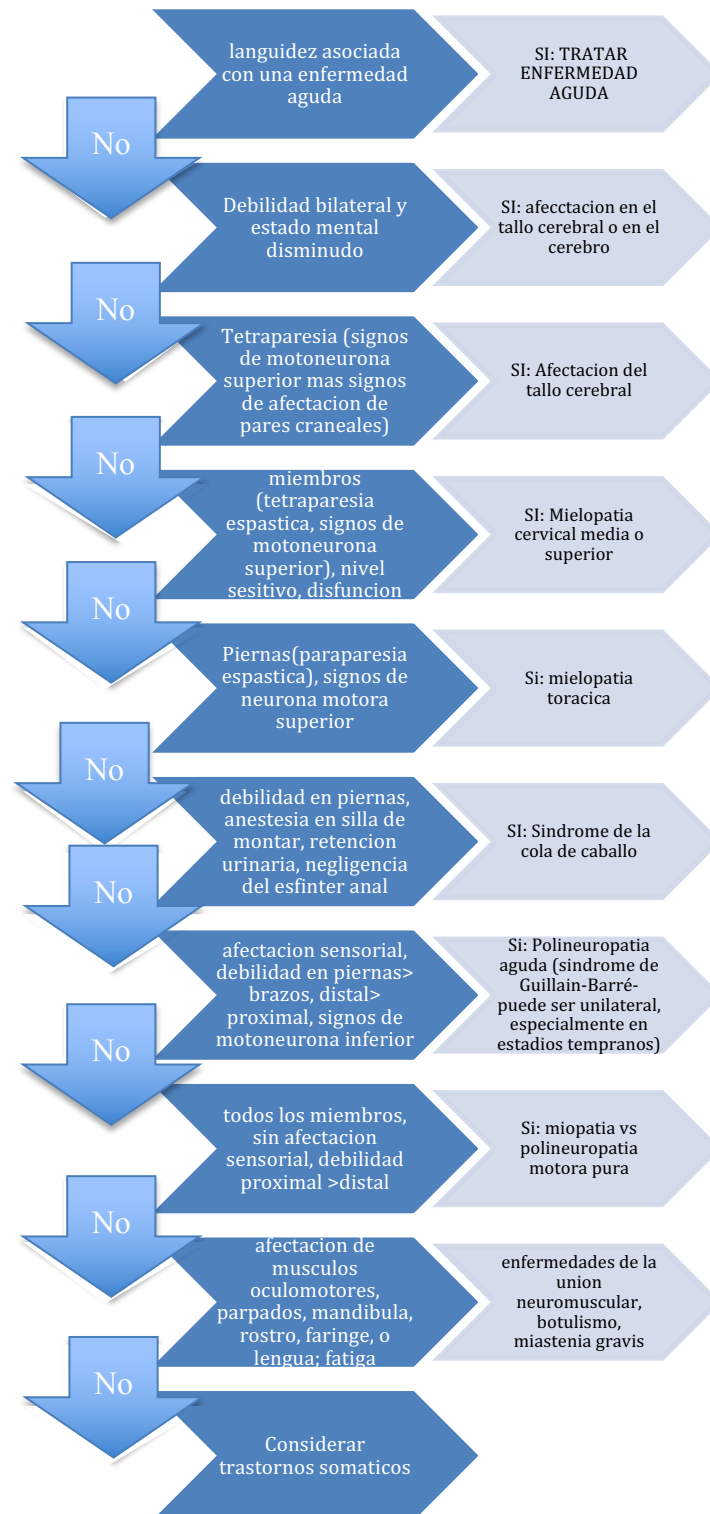 languidez asociada
con una enfermedad
aguda
SI: TRATAR
ENFERMEDAD
AGUDA
No
Debilidad bilateral y
estado mental
disminudo
SI: afecctacion en el
tallo cerebral o en el
cerebro
No
Tetraparesia (signos
de motoneurona
superior mas signos
de afectacion de
pares craneales)
SI: Afectacion del
tallo cerebral
No
miembros
(tetraparesia
espastica, signos de
motoneurona
superior), nivel
sesitivo, disfuncion
SI: Mielopatia
cervical media o
superior
No
Piernas(paraparesia
espastica), signos de
neurona motora
superior
Si: mielopatia
toracica
No
debilidad en piernas,
anestesia en silla de
montar, retencion
urinaria, negligencia
del esfinter anal
SI: Sindrome de la
cola de caballo
No
afectacion sensorial,
debilidad en piernas>
brazos, distal>
proximal, signos de
motoneurona inferior
Si: Polineuropatia
aguda (sindrome de
Guillain-Barré-
puede ser unilateral,
especialmente en
estadios tempranos)
No
todos los miembros,
sin afectacion
sensorial, debilidad
proximal >distal
Si: miopatia vs
polineuropatia
motora pura
No
afectacion de
musculos
oculomotores,
parpados, mandibula,
rostro, faringe, o
lengua; fatiga
enfermedades de la
union
neuromuscular,
botulismo,
miastenia gravis
No
Considerar
trastornos somaticos